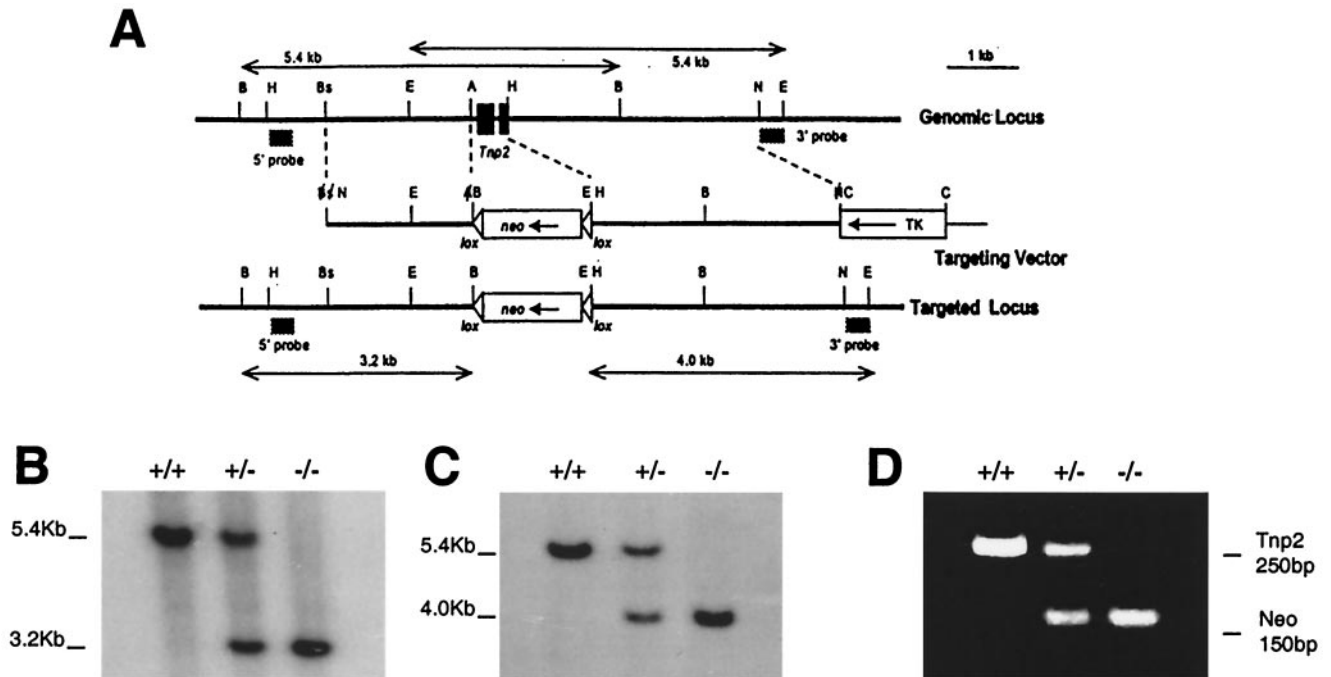 A
5.4 kb
5.4 kb
1 kb
B H Bs E A H B N E
Genomic Locus
5' probe
Tnp2
3' probe
N E B E H B C C
lox neo lox
TK
Targeting Vector
B H Bs E B E H B N E
lox neo lox
Targeted Locus
5' probe
3' probe
3.2 kb
4.0 kb
B
+/+ +/- -/-
5.4Kb
3.2Kb
C
+/+ +/- -/-
5.4Kb
4.0Kb
D
+/+ +/- -/-
Tnp2
250bp
Neo
150bp